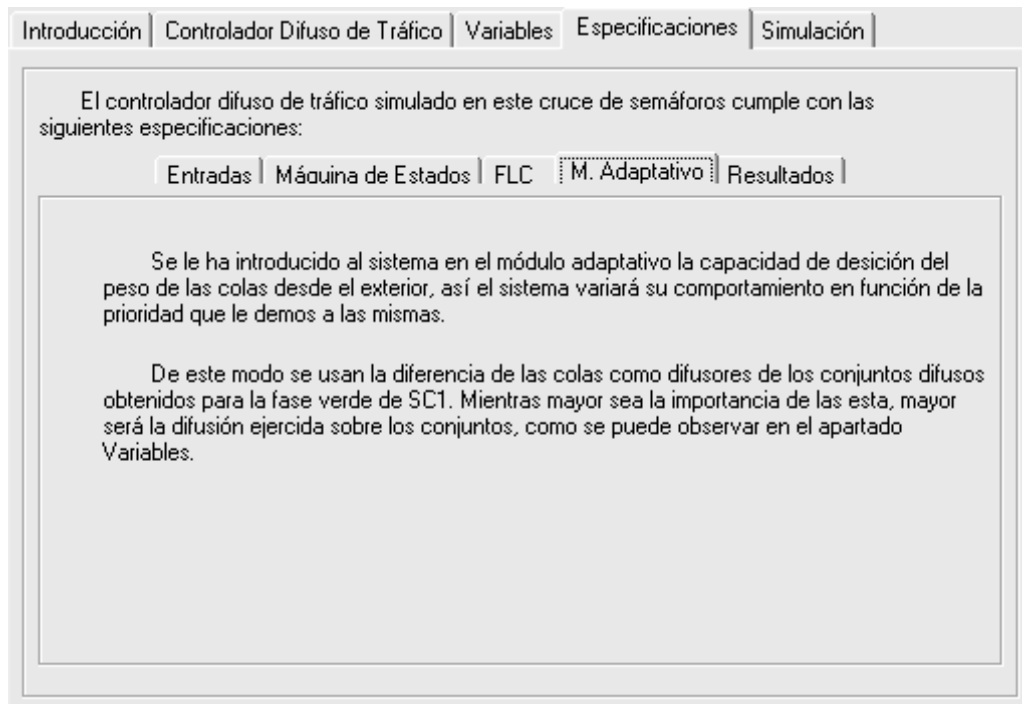 Introducción Controlador Difuso de Tráfico Variables Especificaciones Simulación
El controlador difuso de tráfico simulado en este cruce de semáforos cumple con las
siguientes especificaciones:
Entradas Máquina de Estados FLC M. Adaptativo Resultados
Se le ha introducido al sistema en el módulo adaptativo la capacidad de desición del
peso de las colas desde el exterior, así el sistema variará su comportamiento en función de la
prioridad que le demos a las mismas.
De este modo se usan la diferencia de las colas como difusores de los conjuntos difusos
obtenidos para la fase verde de SC1. Mientras mayor sea la importancia de las esta, mayor
será la difusión ejercida sobre los conjuntos, como se puede observar en el apartado
Variables.